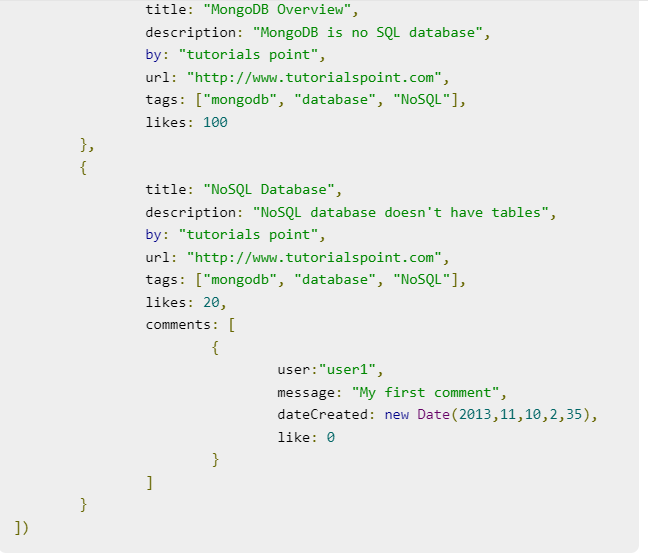 title: "MongoDB Overview",
description: "MongoDB is no SQL database",
by: "tutorials point",
url: "http://www.tutorialspoint.com",
tags: ["mongodb", "database", "NoSQL"],
likes: 100
},
{
title: "NoSQL Database",
description: "NoSQL database doesn't have tables",
by: "tutorials point",
url: "http://www.tutorialspoint.com",
tags: ["mongodb", "database", "NoSQL"],
likes: 20,
comments: [
{
user:"user1",
message: "My first comment",
dateCreated: new Date(2013,11,10,2,35),
like: 0
}
]
}
])